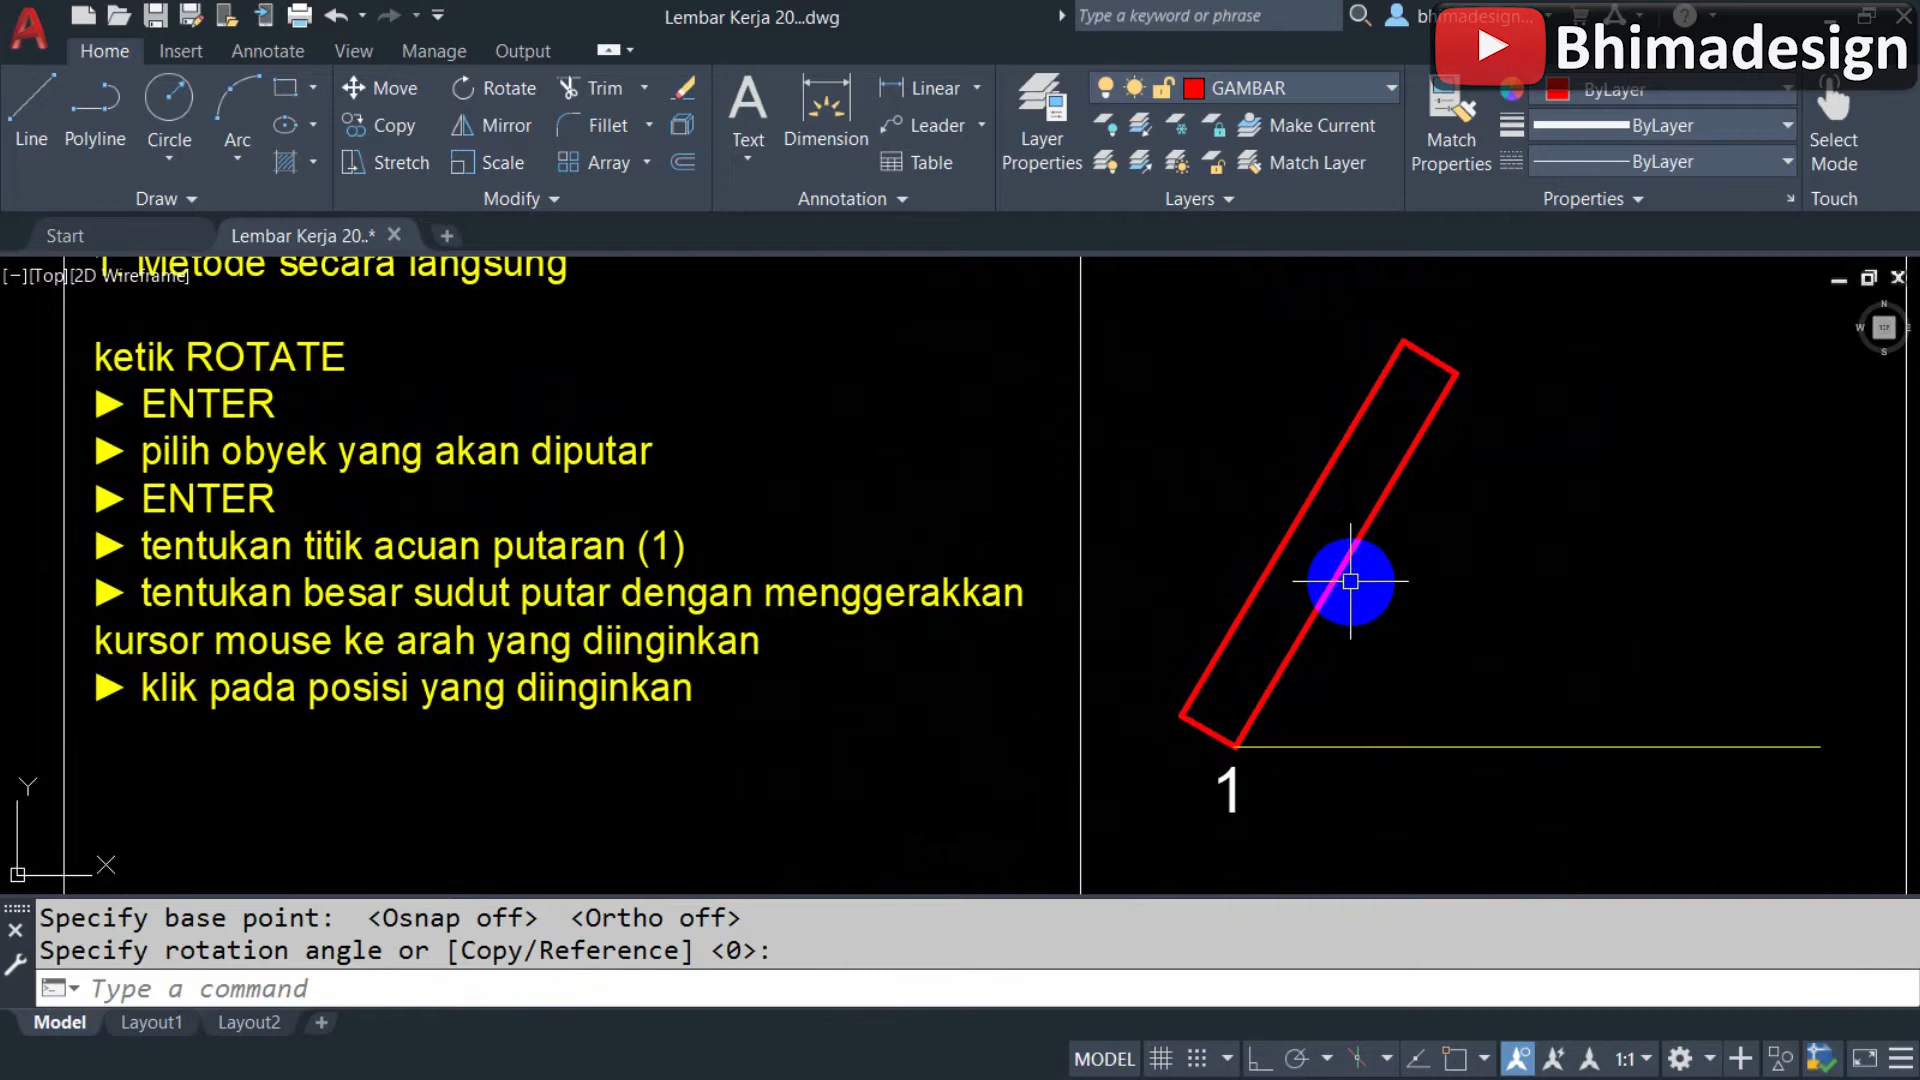 Lembar Kerja 20...dwg
Type a keyword or phrase
bhimadesign...
Bhimadesign
Home Insert Annotate View Manage Output
Line Polyline Circle Arc
Move Rotate Trim
Copy Mirror Fillet
Stretch Scale Array
Text Dimension
Linear
Leader
Table
Layer Properties
GAMBAR
Make Current
Match Layer
Match Properties
ByLayer
ByLayer
ByLayer
Select Mode
Draw Modify Annotation Layers Properties Touch
Start Lembar Kerja 20..*
1. Metode secara langsung
[−][Top][2D Wireframe]
N
W E
S
ketik ROTATE
► ENTER
► pilih obyek yang akan diputar
► ENTER
► tentukan titik acuan putaran (1)
► tentukan besar sudut putar dengan menggerakkan
kursor mouse ke arah yang diinginkan
► klik pada posisi yang diinginkan
1
Y
X
Specify base point: <Osnap off> <Ortho off>
Specify rotation angle or [Copy/Reference] <0>:
Type a command
Model Layout1 Layout2
MODEL 1:1